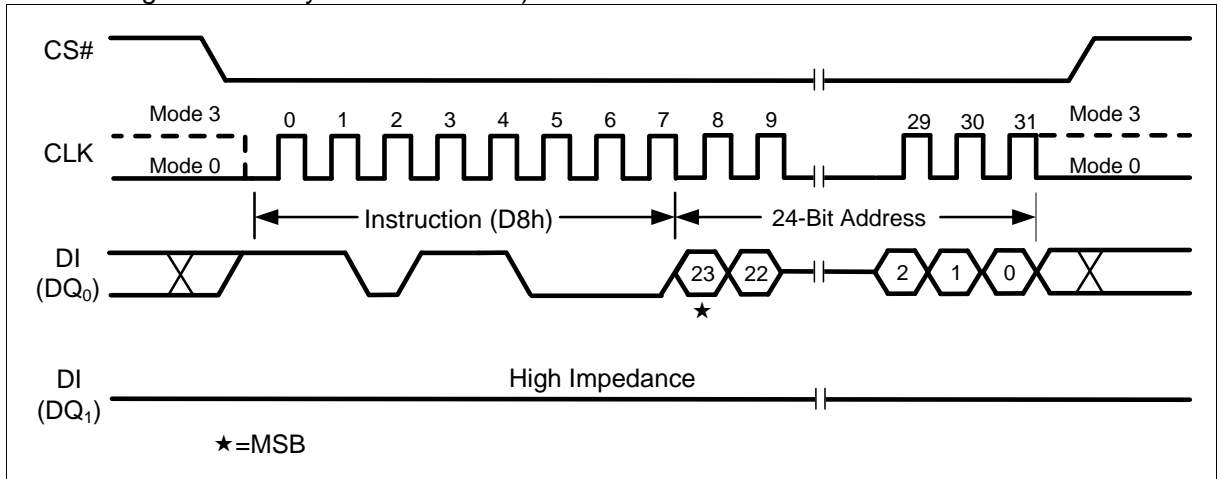 CS#
Mode 3
0 1 2 3 4 5 6 7 8 9 29 30 31
Mode 3
CLK
Mode 0
Mode 0
Instruction (D8h)
24-Bit Address
DI
(DQ0)
23 22 2 1 0
★
DI
(DQ1)
High Impedance
★=MSB